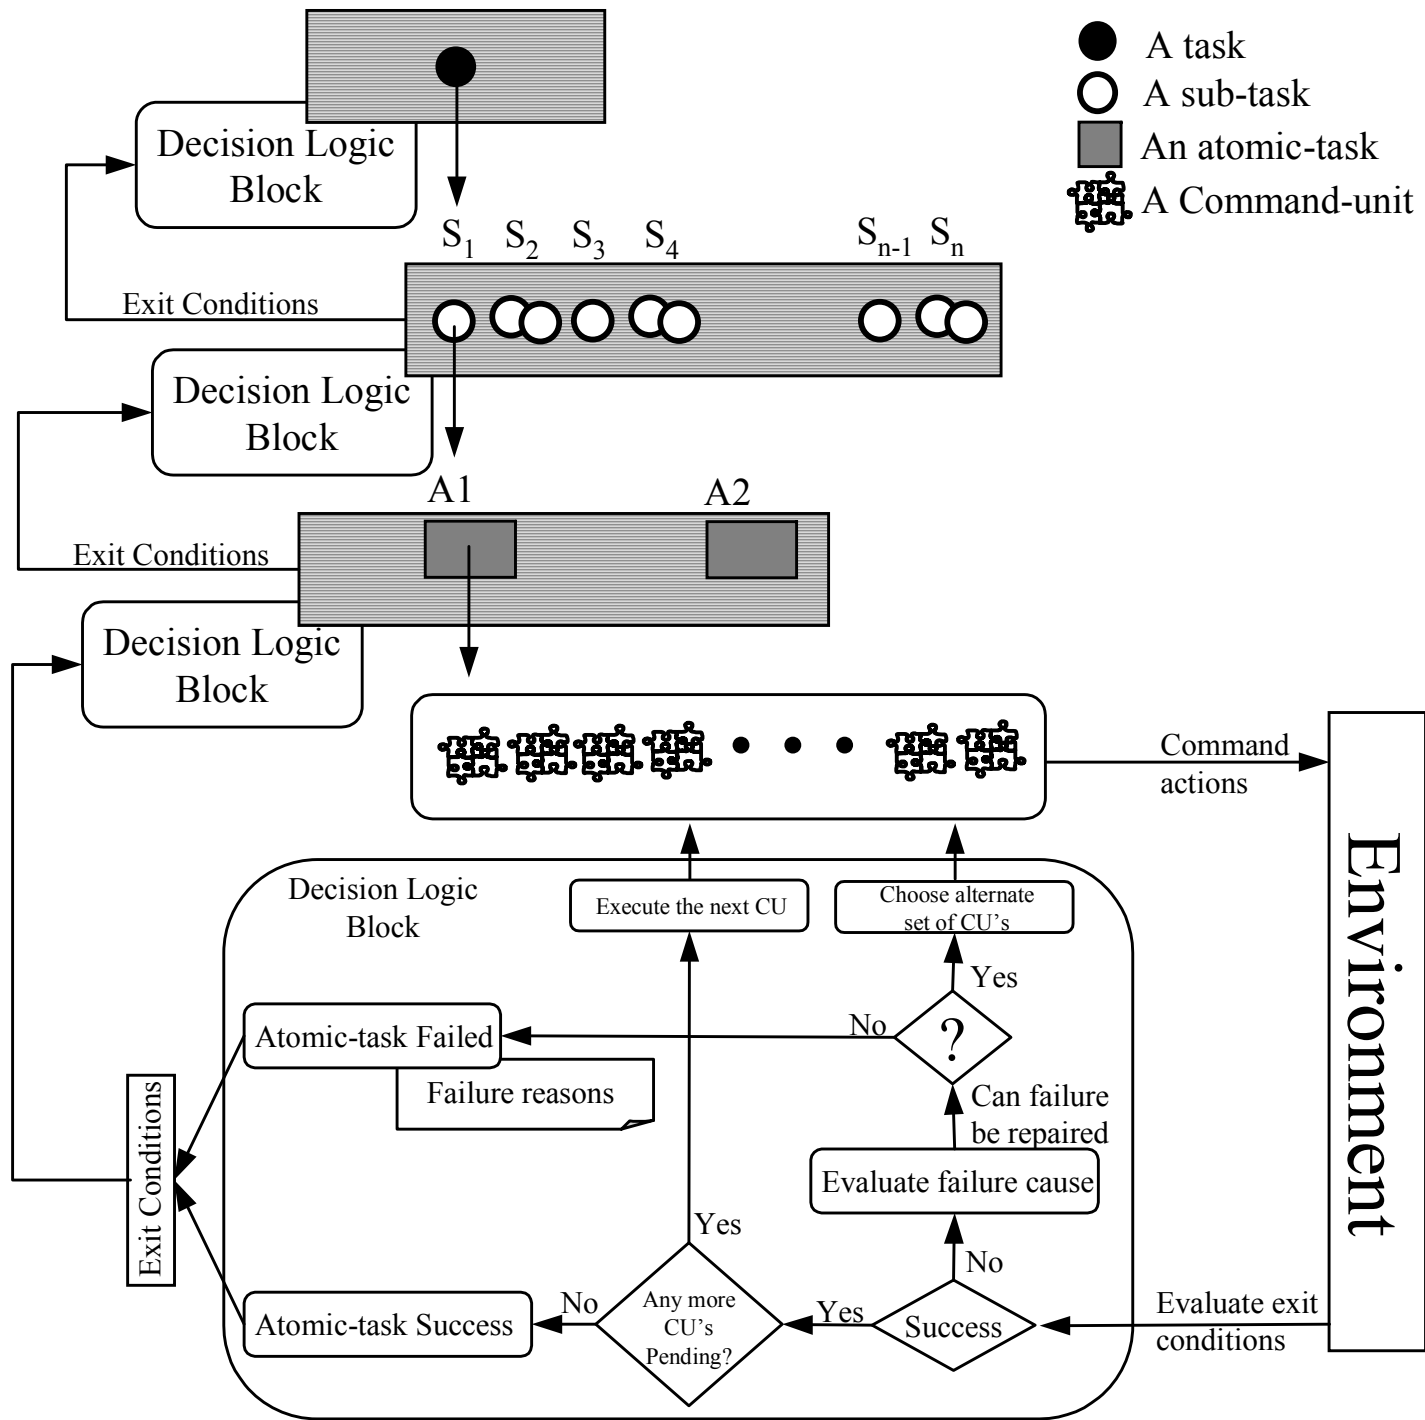 A task
A sub-task
An atomic-task
A Command-unit
Decision Logic
Block
S1 S2 S3 S4 Sn-1 Sn
Exit Conditions
Decision Logic
Block
A1 A2
Exit Conditions
Decision Logic
Block
Command
actions
Environment
Decision Logic
Block
Execute the next CU
Choose alternate
set of CU's
Yes
No
?
Atomic-task Failed
Failure reasons
Can failure
be repaired
Evaluate failure cause
Exit Conditions
Yes
No
Any more
CU's
Pending?
No
Yes
Success
Atomic-task Success
Evaluate exit
conditions